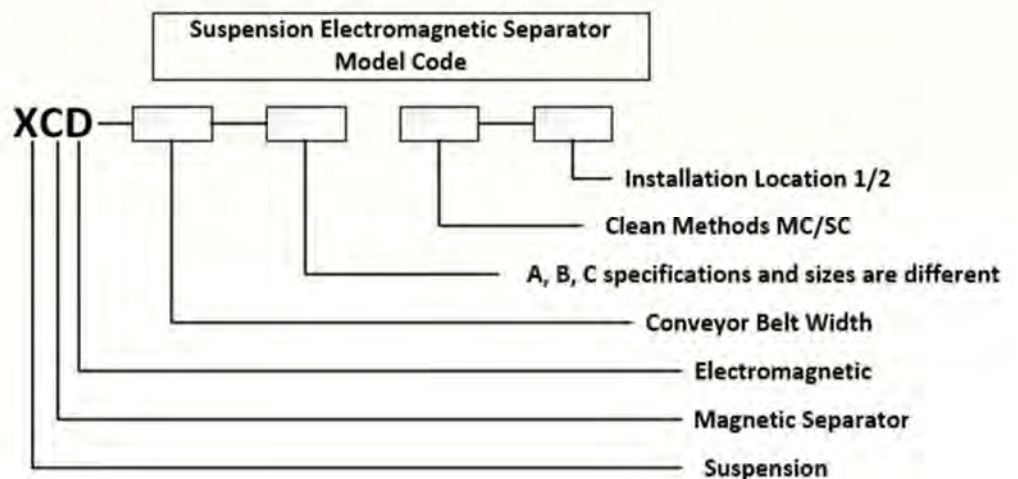 Suspension Electromagnetic Separator
Model Code
XCD
Installation Location 1/2
Clean Methods MC/SC
A, B, C specifications and sizes are different
Conveyor Belt Width
Electromagnetic
Magnetic Separator
Suspension